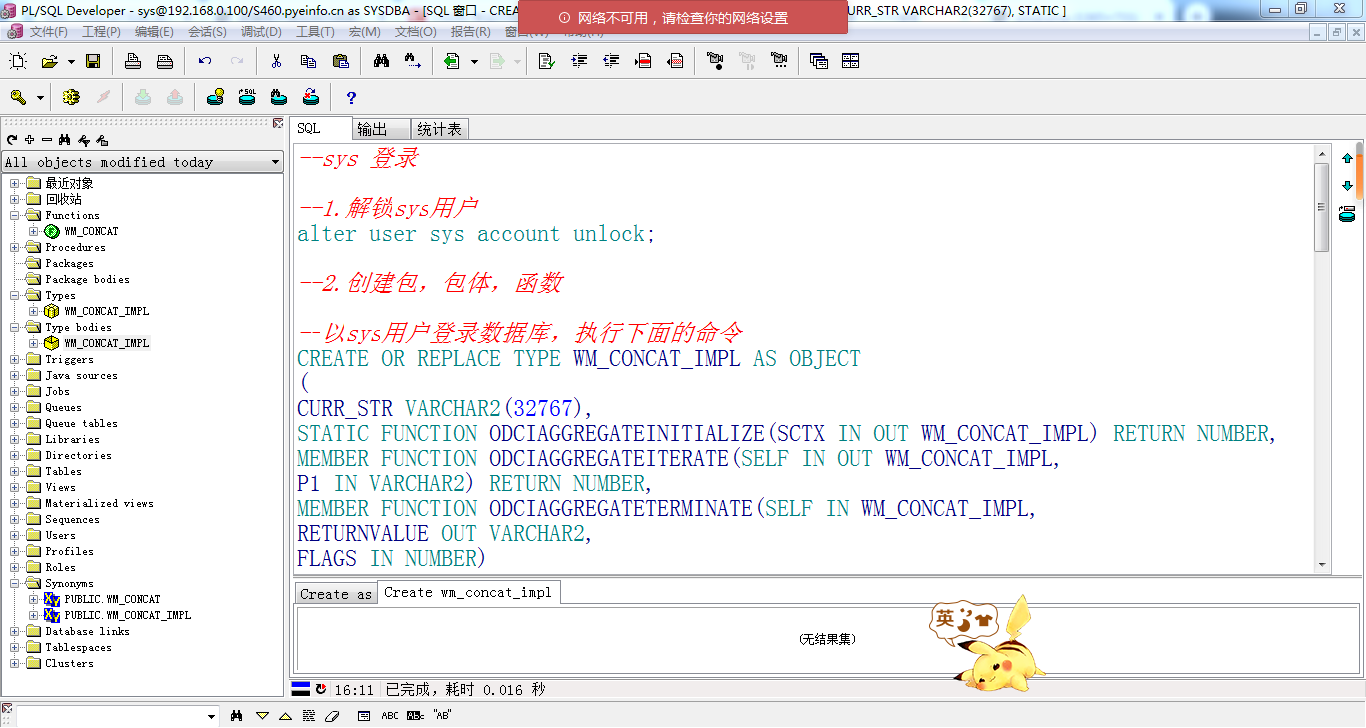 PL/SQL Developer - sys@192.168.0.100/S460.pyeinfo.cn as SYSDBA - [SQL 窗口 - CREA
网络不可用，请检查你的网络设置
URR_STR VARCHAR2(32767), STATIC ]
文件(F) 工程(P) 编辑(E) 会话(S) 调试(D) 工具(T) 宏(M) 文档(O) 报告(R)
All objects modified today
最近对象
回收站
Functions
WM_CONCAT
Procedures
Packages
Package bodies
Types
WM_CONCAT_IMPL
Type bodies
WM_CONCAT_IMPL
Triggers
Java sources
Jobs
Queues
Queue tables
Libraries
Directories
Tables
Views
Materialized views
Sequences
Users
Profiles
Roles
Synonyms
PUBLIC.WM_CONCAT
PUBLIC.WM_CONCAT_IMPL
Database links
Tablespaces
Clusters
SQL 输出 统计表
--sys 登录
--1.解锁sys用户
alter user sys account unlock;
--2.创建包，包体，函数
--以sys用户登录数据库，执行下面的命令
CREATE OR REPLACE TYPE WM_CONCAT_IMPL AS OBJECT
(
CURR_STR VARCHAR2(32767),
STATIC FUNCTION ODCIAGGREGATEINITIALIZE(SCTX IN OUT WM_CONCAT_IMPL) RETURN NUMBER,
MEMBER FUNCTION ODCIAGGREGATEITERATE(SELF IN OUT WM_CONCAT_IMPL,
P1 IN VARCHAR2) RETURN NUMBER,
MEMBER FUNCTION ODCIAGGREGATETERMINATE(SELF IN WM_CONCAT_IMPL,
RETURNVALUE OUT VARCHAR2,
FLAGS IN NUMBER)
Create as Create wm_concat_impl
(无结果集)
英
16:11 已完成，耗时 0.016 秒
ABC ABc "AB"